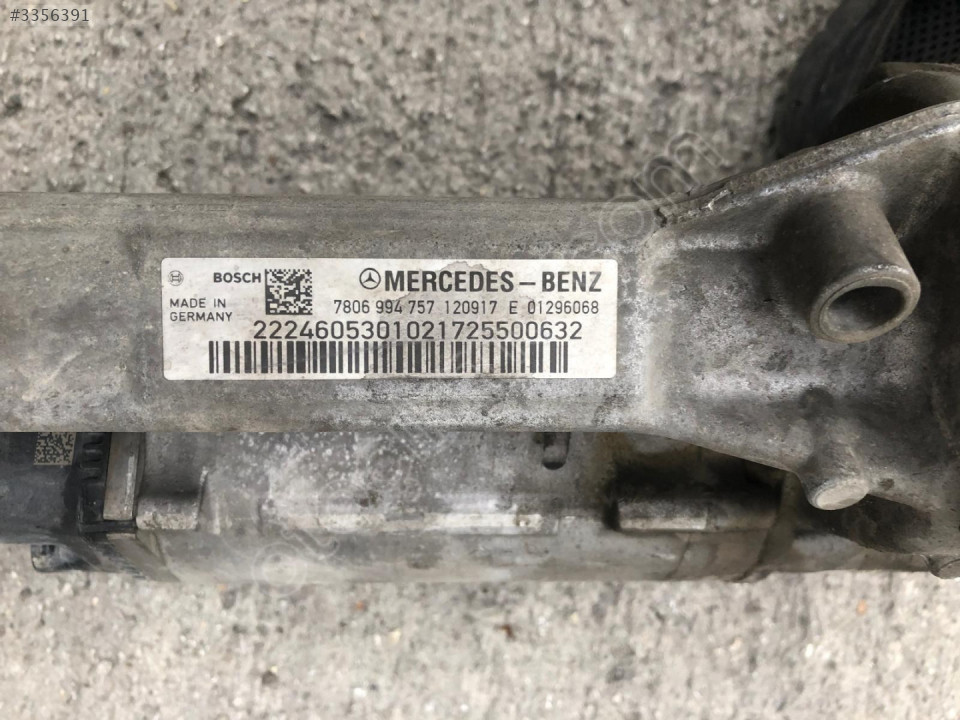 #3356391
BOSCH
MADE IN
GERMANY
MERCEDES-BENZ
7806 994 757 120917 E 01296068
2224605301021725500632